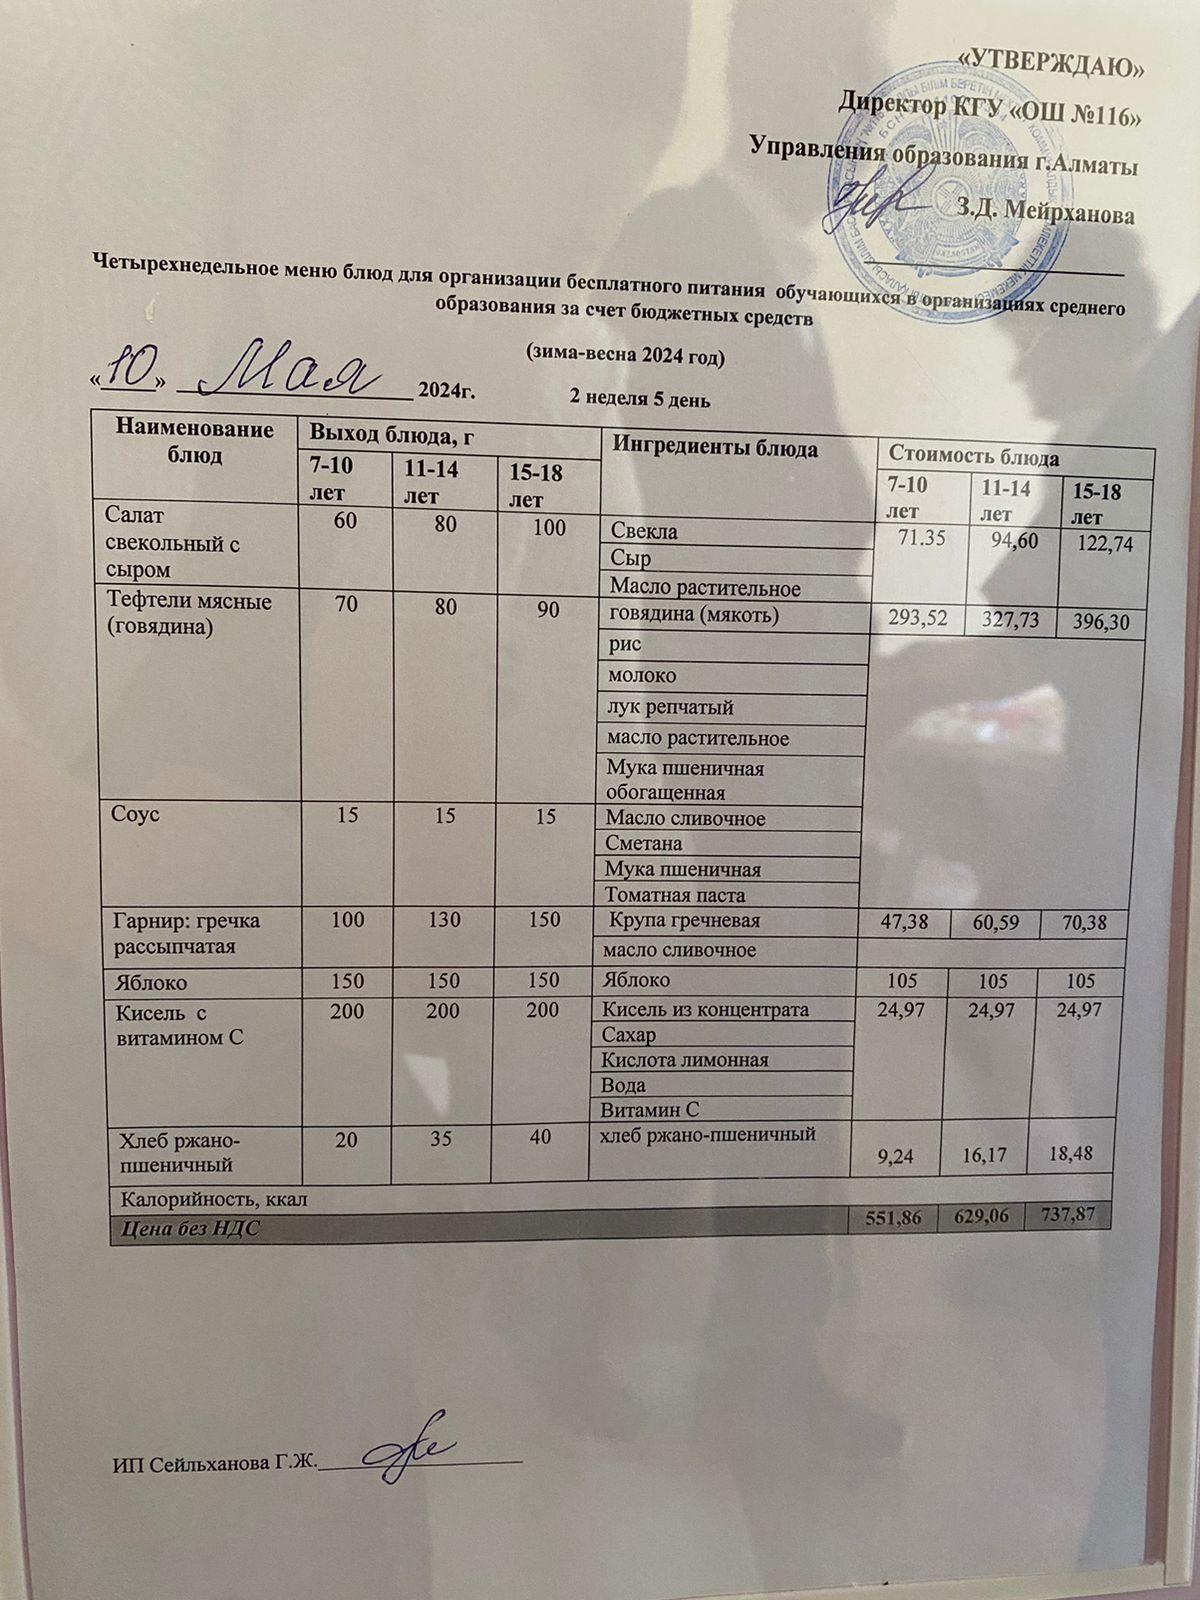 «УТВЕРЖДАЮ»
Директор КГУ «ОШ №116»
Управления образования г.Алматы
З.Д. Мейрханова
Четырехнедельное меню блюд для организации бесплатного питания обучающихся в организациях среднего
образования за счет бюджетных средств
(зима-весна 2024 год)
«10» Мая 2024г. 2 неделя 5 день
Наименование блюд Выход блюда, г Ингредиенты блюда Стоимость блюда
7-10 лет 11-14 лет 15-18 лет 7-10 лет 11-14 лет 15-18 лет
Салат свекольный с сыром 60 80 100 Свекла 71.35 94,60 122,74
Сыр
Масло растительное
Тефтели мясные (говядина) 70 80 90 говядина (мякоть) 293,52 327,73 396,30
рис
молоко
лук репчатый
масло растительное
Мука пшеничная
обогащенная
Соус 15 15 15 Масло сливочное
Сметана
Мука пшеничная
Томатная паста
Гарнир: гречка рассыпчатая 100 130 150 Крупа гречневая 47,38 60,59 70,38
масло сливочное
Яблоко 150 150 150 Яблоко 105 105 105
Кисель с витамином С 200 200 200 Кисель из концентрата 24,97 24,97 24,97
Сахар
Кислота лимонная
Вода
Витамин С
Хлеб ржано-пшеничный 20 35 40 хлеб ржано-пшеничный 9,24 16,17 18,48
Калорийность, ккал
Цена без НДС 551,86 629,06 737,87
ИП Сейльханова Г.Ж.